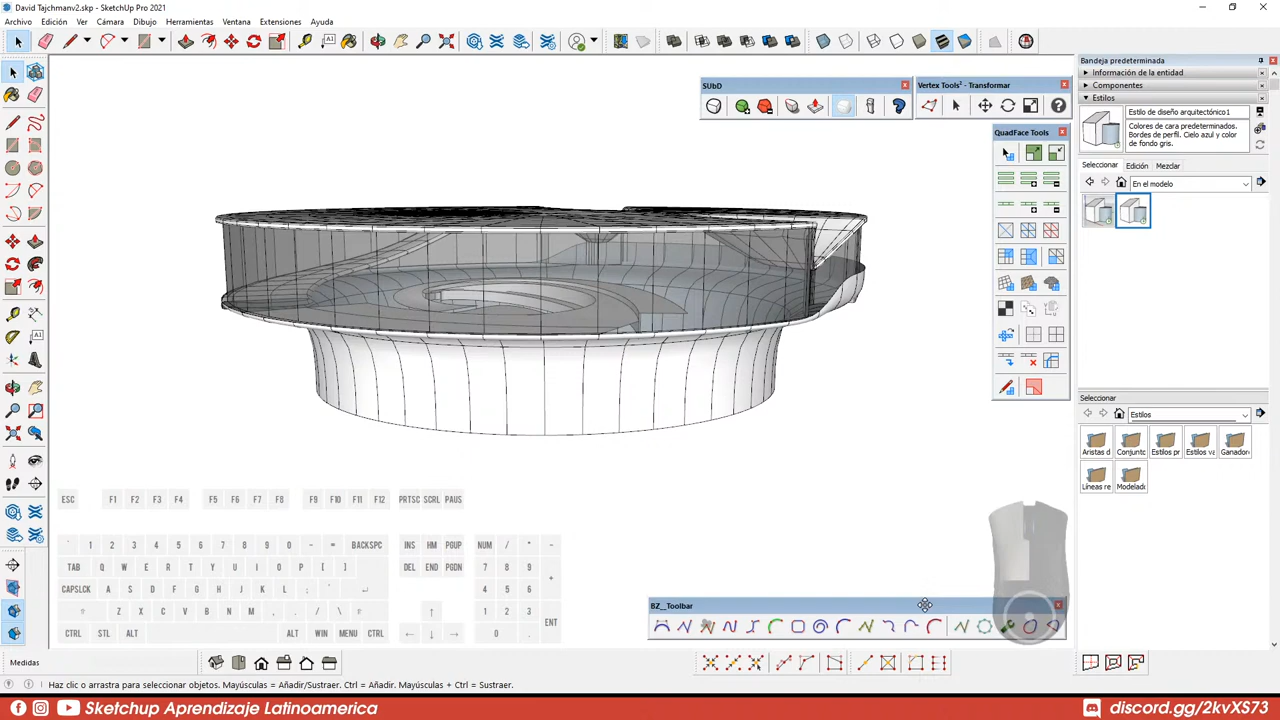 David Tajchmanv2.skp - SketchUp Pro 2021
Archivo Edición Ver Cámara Dibujo Herramientas Ventana Extensiones Ayuda
Bandeja predeterminada
Información de la entidad
Componentes
Estilos
Estilo de diseño arquitectónico1
Colores de cara predeterminados. Bordes de perfil. Cielo azul y color de fondo gris.
Seleccionar Edición Mezclar
En el modelo
SUbD
Vertex Tools² - Transformar
QuadFace Tools
Seleccionar
Estilos
Aristas d Conjunto Estilos pr Estilos va Ganador
Líneas re Modelad
ESC F1 F2 F3 F4 F5 F6 F7 F8 F9 F10 F11 F12 PRTSC SCRL PAUS
` 1 2 3 4 5 6 7 8 9 0 - = BACKSPC INS HM PGUP NUM / * -
TAB Q W E R T Y U I O P [ ] DEL END PGDN 7 8 9 +
CAPSLCK A S D F G H J K L ; ' 4 5 6
Z X C V B N M , . / 1 2 3 ENT
CTRL STL ALT ALT WIN MENU CTRL 0 .
BZ__Toolbar
Medidas
Haz clic o arrastra para seleccionar objetos. Mayúsculas = Añadir/Sustraer. Ctrl = Añadir. Mayúsculas + Ctrl = Sustraer.
Sketchup Aprendizaje Latinoamerica
discord.gg/2kvXS73